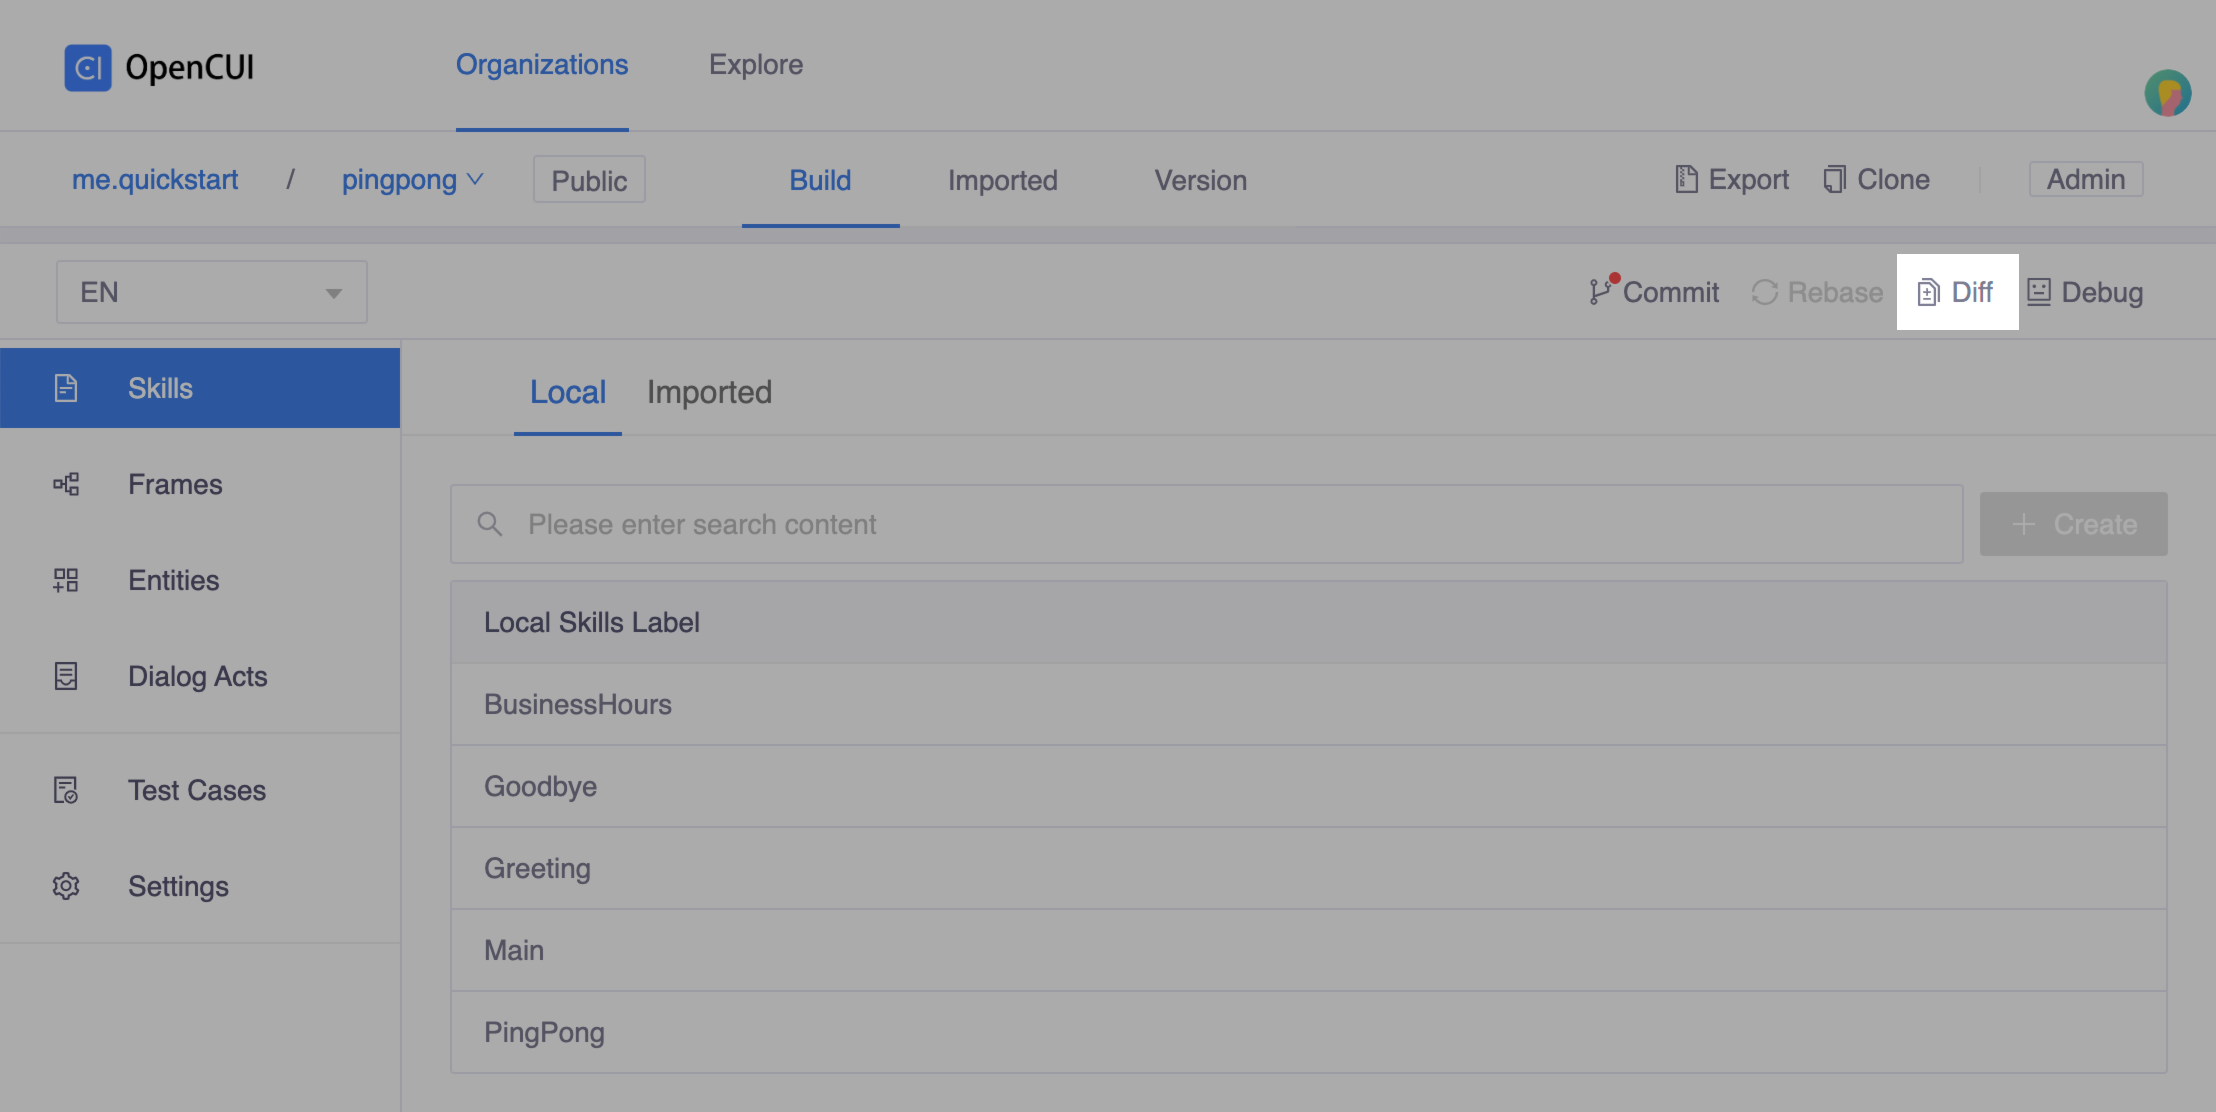 OpenCUI Organizations Explore
me.quickstart / pingpong Public Build Imported Version Export Clone Admin
EN Commit Rebase Diff Debug
Skills
Frames
Entities
Dialog Acts
Test Cases
Settings
Local Imported
Please enter search content + Create
Local Skills Label
BusinessHours
Goodbye
Greeting
Main
PingPong